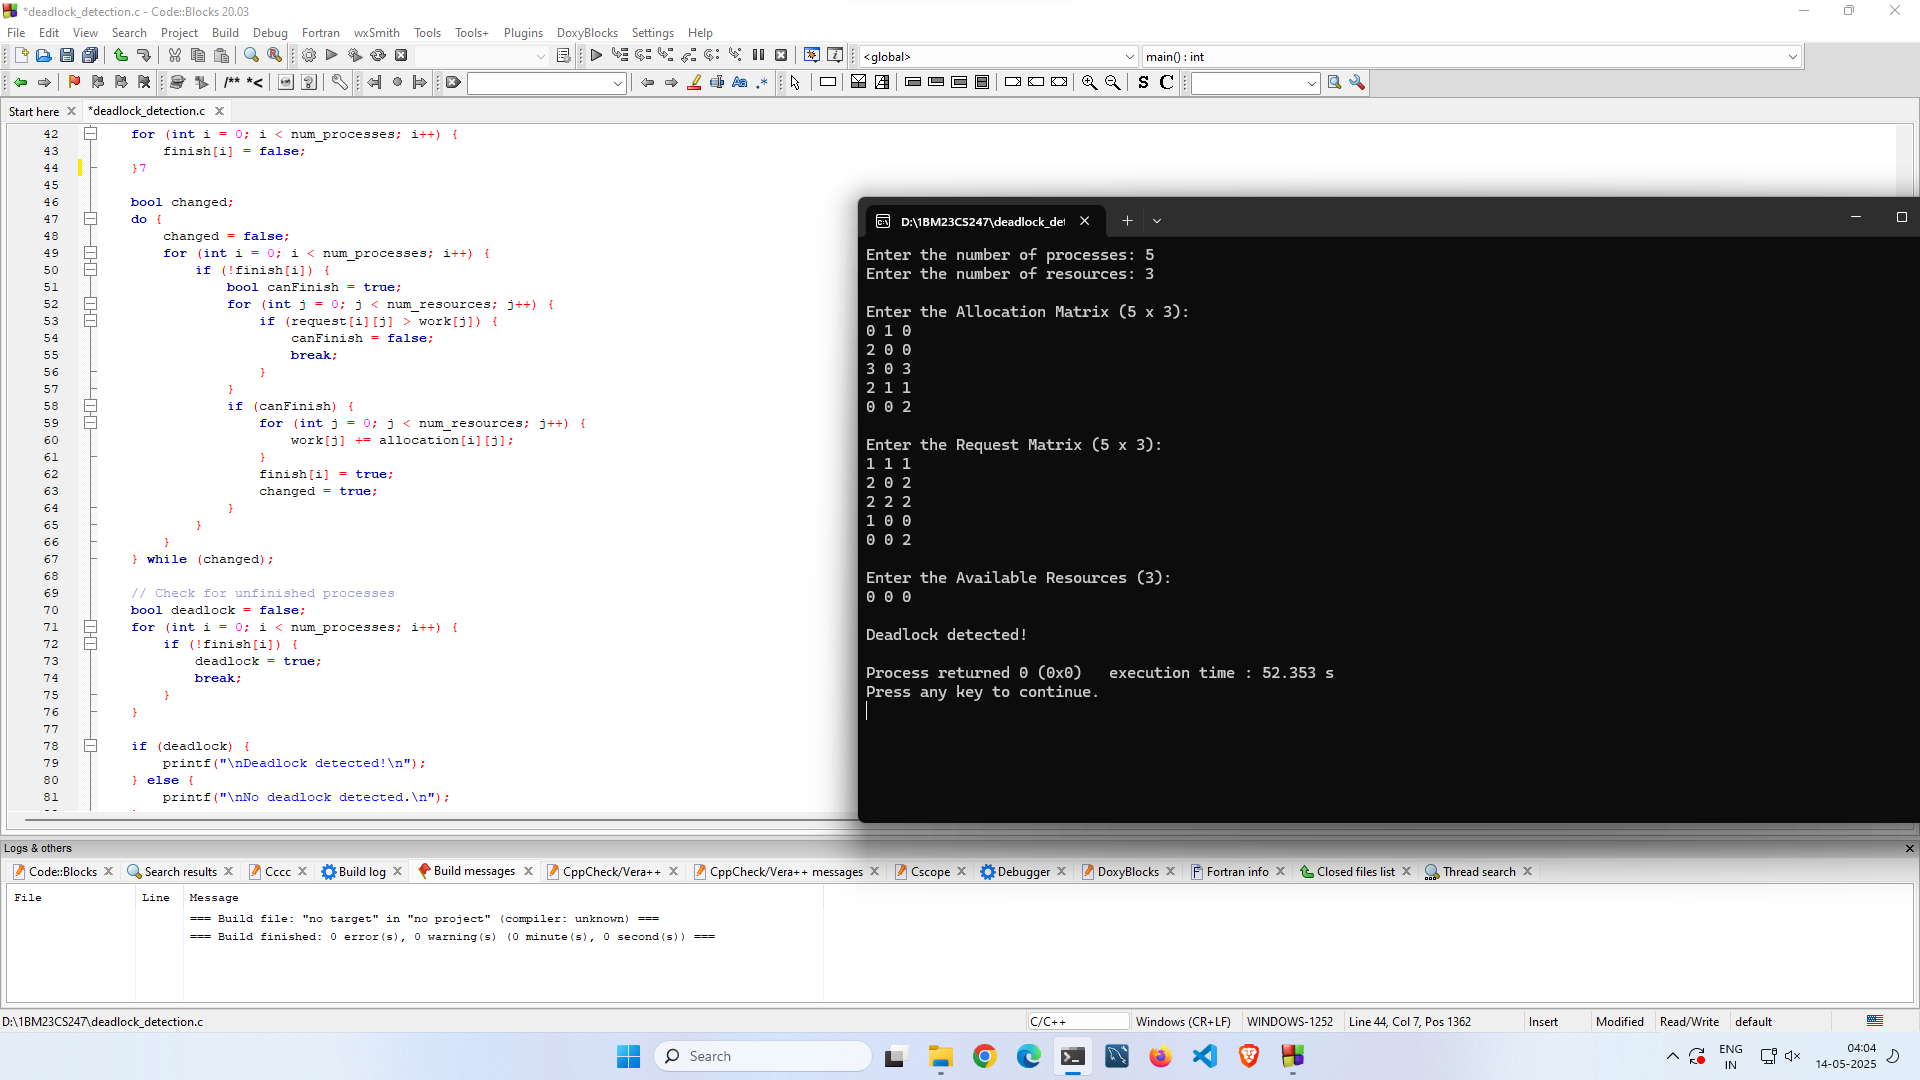 *deadlock_detection.c - Code::Blocks 20.03
File Edit View Search Project Build Debug Fortran wxSmith Tools Tools+ Plugins DoxyBlocks Settings Help
<global>
main() : int
/** *<
Aa .*
S C
Start here
*deadlock_detection.c
42 for (int i = 0; i < num_processes; i++) {
43 finish[i] = false;
44 }7
45
46 bool changed;
47 do {
48 changed = false;
49 for (int i = 0; i < num_processes; i++) {
50 if (!finish[i]) {
51 bool canFinish = true;
52 for (int j = 0; j < num_resources; j++) {
53 if (request[i][j] > work[j]) {
54 canFinish = false;
55 break;
56 }
57 }
58 if (canFinish) {
59 for (int j = 0; j < num_resources; j++) {
60 work[j] += allocation[i][j];
61 }
62 finish[i] = true;
63 changed = true;
64 }
65 }
66 }
67 } while (changed);
68
69 // Check for unfinished processes
70 bool deadlock = false;
71 for (int i = 0; i < num_processes; i++) {
72 if (!finish[i]) {
73 deadlock = true;
74 break;
75 }
76 }
77
78 if (deadlock) {
79 printf("\nDeadlock detected!\n");
80 } else {
81 printf("\nNo deadlock detected.\n");
D:\1BM23CS247\deadlock_det
Enter the number of processes: 5
Enter the number of resources: 3
Enter the Allocation Matrix (5 x 3):
0 1 0
2 0 0
3 0 3
2 1 1
0 0 2
Enter the Request Matrix (5 x 3):
1 1 1
2 0 2
2 2 2
1 0 0
0 0 2
Enter the Available Resources (3):
0 0 0
Deadlock detected!
Process returned 0 (0x0) execution time : 52.353 s
Press any key to continue.
Logs & others
Code::Blocks Search results Cccc Build log Build messages CppCheck/Vera++ CppCheck/Vera++ messages Cscope Debugger DoxyBlocks Fortran info Closed files list Thread search
File Line Message
=== Build file: "no target" in "no project" (compiler: unknown) ===
=== Build finished: 0 error(s), 0 warning(s) (0 minute(s), 0 second(s)) ===
D:\1BM23CS247\deadlock_detection.c C/C++ Windows (CR+LF) WINDOWS-1252 Line 44, Col 7, Pos 1362 Insert Modified Read/Write default
Search
ENG
IN
04:04
14-05-2025